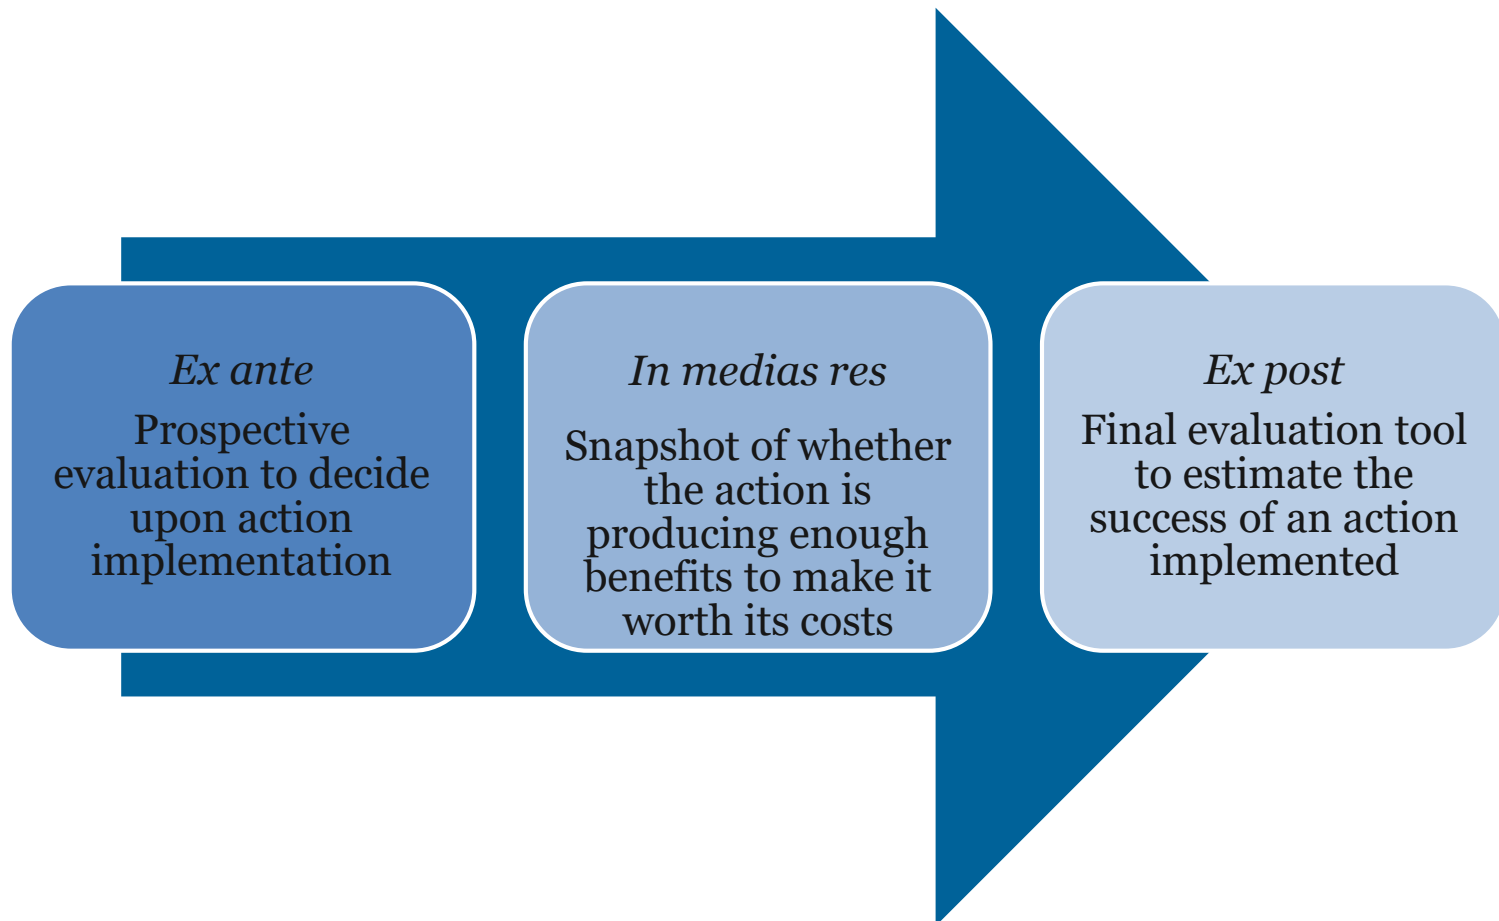 Ex ante
Prospective
evaluation to decide
upon action
implementation
In medias res
Snapshot of whether
the action is
producing enough
benefits to make it
worth its costs
Ex post
Final evaluation tool
to estimate the
success of an action
implemented